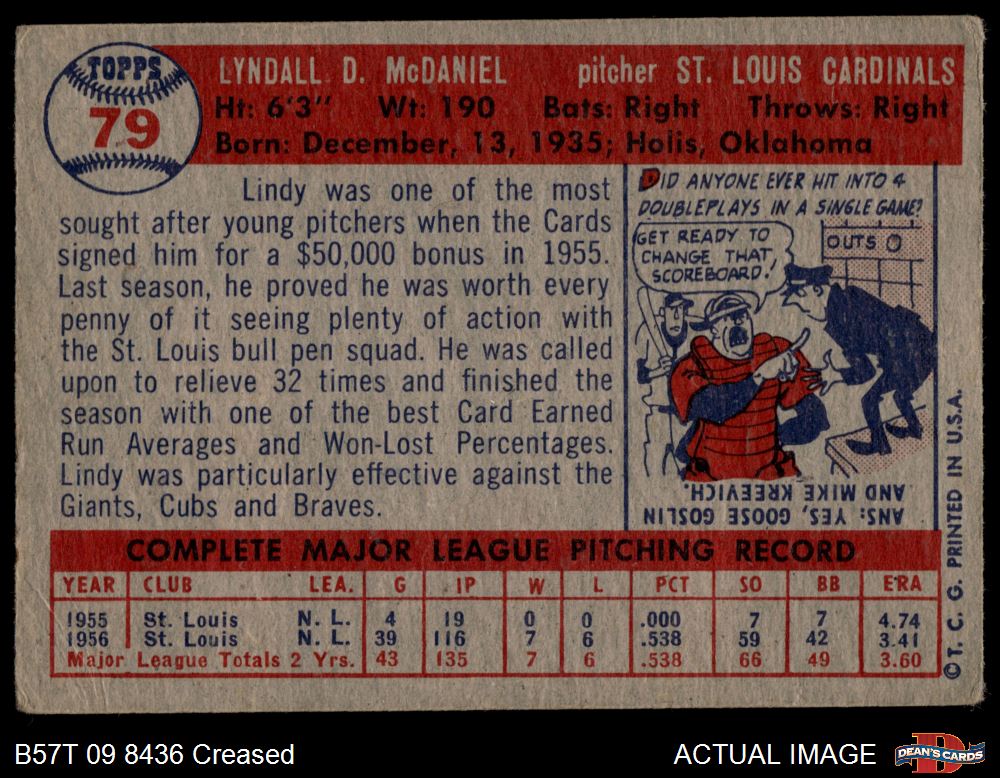 TOPPS
79
LYNDALL D. McDANIEL pitcher ST. LOUIS CARDINALS
Ht: 6'3" Wt: 190 Bats: Right Throws: Right
Born: December, 13, 1935; Holis, Oklahoma
Lindy was one of the most
sought after young pitchers when the Cards
signed him for a $50,000 bonus in 1955.
Last season, he proved he was worth every
penny of it seeing plenty of action with
the St. Louis bull pen squad. He was called
upon to relieve 32 times and finished the
season with one of the best Card Earned
Run Averages and Won-Lost Percentages.
Lindy was particularly effective against the
Giants, Cubs and Braves.
DID ANYONE EVER HIT INTO 4
DOUBLEPLAYS IN A SINGLE GAME?
GET READY TO
CHANGE THAT
SCOREBOARD!
OUTS 0
ANS: YES, GOOSE GOSLIN
AND MIKE KREEVICH.
COMPLETE MAJOR LEAGUE PITCHING RECORD
YEAR CLUB LEA. G IP W L PCT SO BB ERA
1955 St. Louis N. L. 4 19 0 0 .000 7 7 4.74
1956 St. Louis N. L. 39 116 7 6 .538 59 42 3.41
Major League Totals 2 Yrs. 43 135 7 6 .538 66 49 3.60
© T. C. G. PRINTED IN U.S.A.
B57T 09 8436 Creased
ACTUAL IMAGE
DEAN'S CARDS